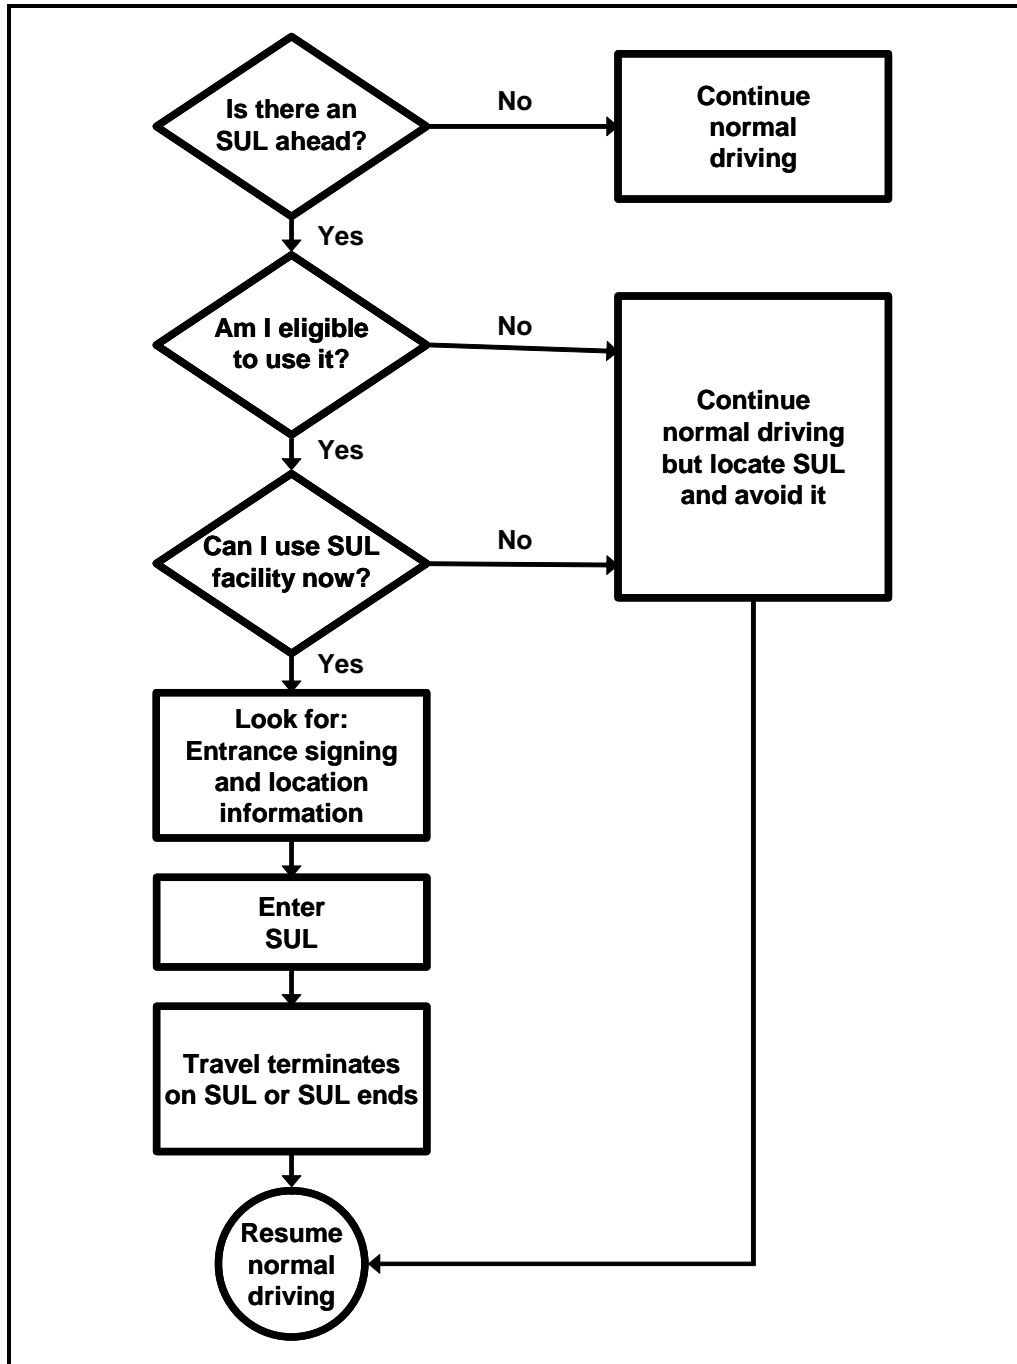 Is there an
SUL ahead?
No
Continue
normal
driving
Yes
Am I eligible
to use it?
No
Continue
normal driving
but locate SUL
and avoid it
Yes
Can I use SUL
facility now?
No
Yes
Look for:
Entrance signing
and location
information
Enter
SUL
Travel terminates
on SUL or SUL ends
Resume
normal
driving